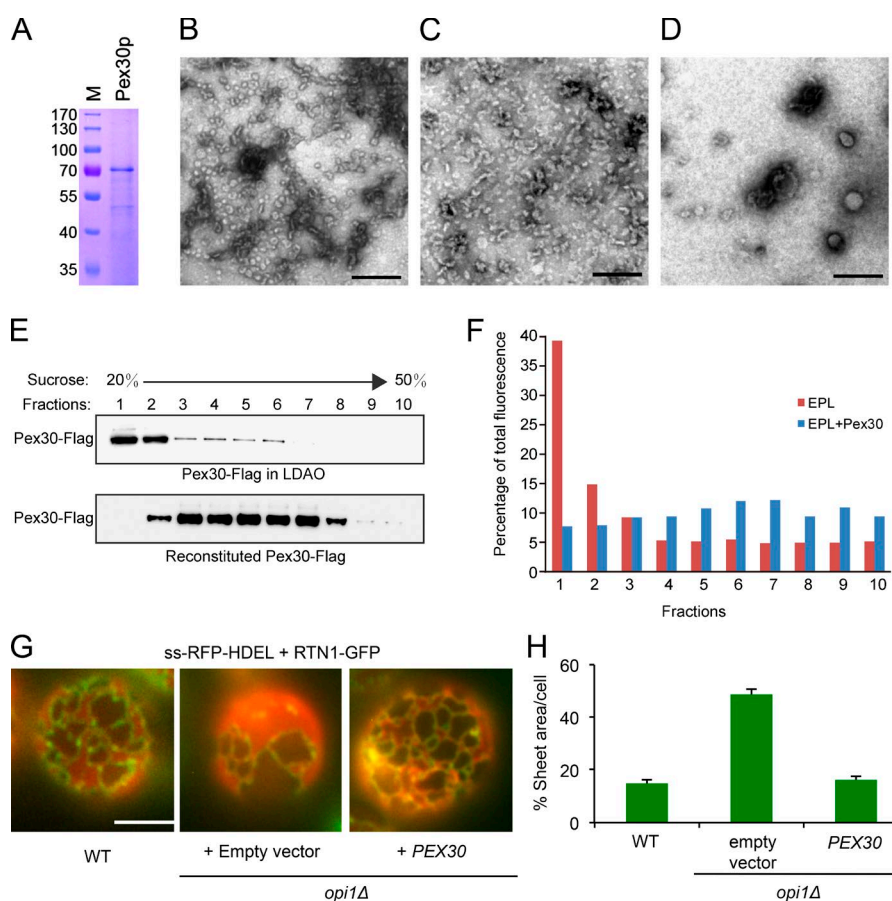 A
B
C
D
M
Pex30p
170
130
100
70
55
40
35
E
Sucrose: 20% 50%
Fractions: 1 2 3 4 5 6 7 8 9 10
Pex30-Flag
Pex30-Flag in LDAO
Pex30-Flag
Reconstituted Pex30-Flag
F
Percentage of total fluorescence
40
35
30
25
20
15
10
5
0
EPL
EPL+Pex30
1 2 3 4 5 6 7 8 9 10
Fractions
G
ss-RFP-HDEL + RTN1-GFP
WT
+ Empty vector
+ PEX30
opi1Δ
H
% Sheet area/cell
60
40
20
0
WT
empty
vector
PEX30
opi1Δ